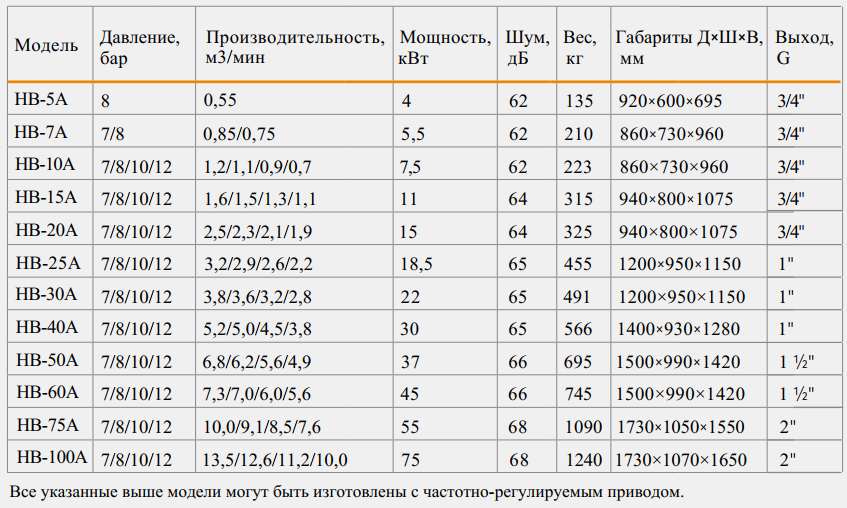 Модель Давление, бар Производительность, м3/мин Мощность, кВт Шум, дБ Вес, кг Габариты Д×Ш×В, мм Выход, G
HB-5A 8 0,55 4 62 135 920×600×695 3/4"
HB-7A 7/8 0,85/0,75 5,5 62 210 860×730×960 3/4"
HB-10A 7/8/10/12 1,2/1,1/0,9/0,7 7,5 62 223 860×730×960 3/4"
HB-15A 7/8/10/12 1,6/1,5/1,3/1,1 11 64 315 940×800×1075 3/4"
HB-20A 7/8/10/12 2,5/2,3/2,1/1,9 15 64 325 940×800×1075 3/4"
HB-25A 7/8/10/12 3,2/2,9/2,6/2,2 18,5 65 455 1200×950×1150 1"
HB-30A 7/8/10/12 3,8/3,6/3,2/2,8 22 65 491 1200×950×1150 1"
HB-40A 7/8/10/12 5,2/5,0/4,5/3,8 30 65 566 1400×930×1280 1"
HB-50A 7/8/10/12 6,8/6,2/5,6/4,9 37 66 695 1500×990×1420 1 ½"
HB-60A 7/8/10/12 7,3/7,0/6,0/5,6 45 66 745 1500×990×1420 1 ½"
HB-75A 7/8/10/12 10,0/9,1/8,5/7,6 55 68 1090 1730×1050×1550 2"
HB-100A 7/8/10/12 13,5/12,6/11,2/10,0 75 68 1240 1730×1070×1650 2"
Все указанные выше модели могут быть изготовлены с частотно-регулируемым приводом.